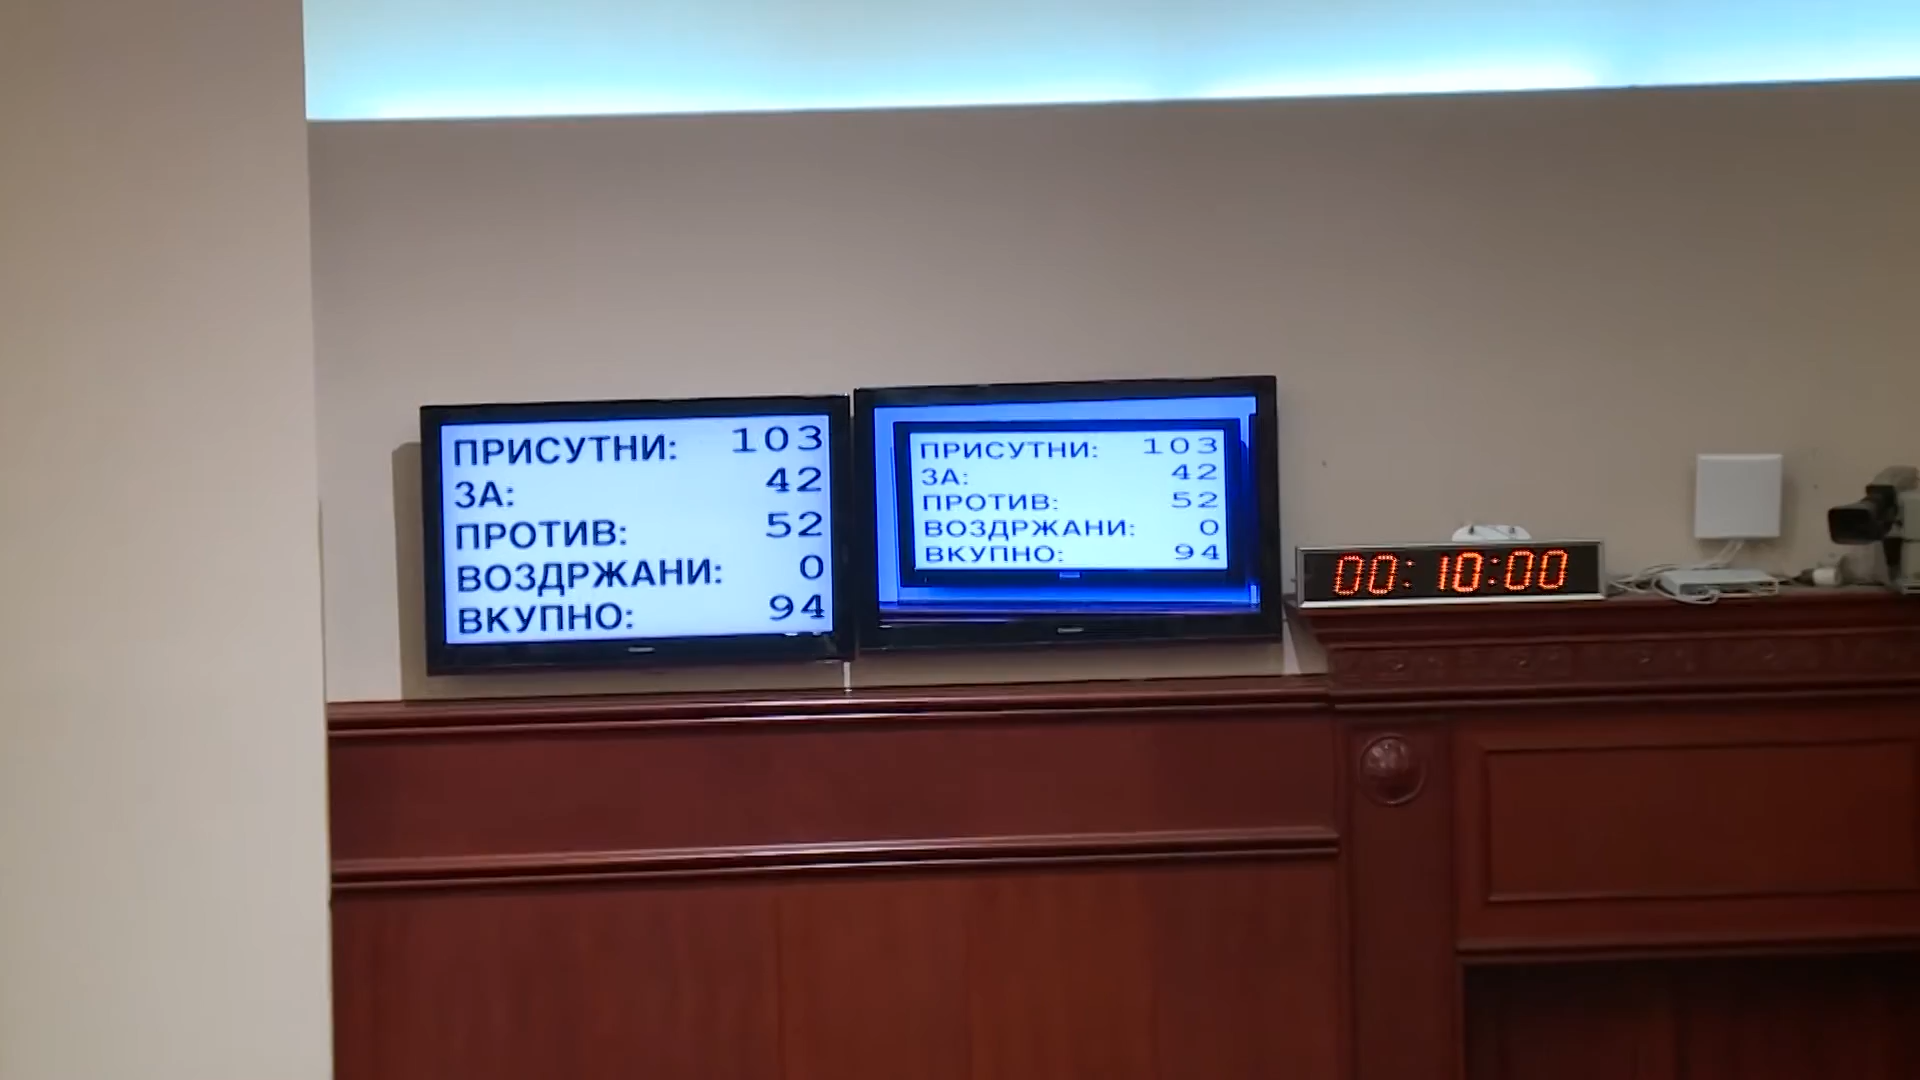 ПРИСУТНИ: 103
ЗА: 42
ПРОТИВ: 52
ВОЗДРЖАНИ: 0
ВКУПНО: 94
ПРИСУТНИ: 103
ЗА: 42
ПРОТИВ: 52
ВОЗДРЖАНИ: 0
ВКУПНО: 94
00:10:00